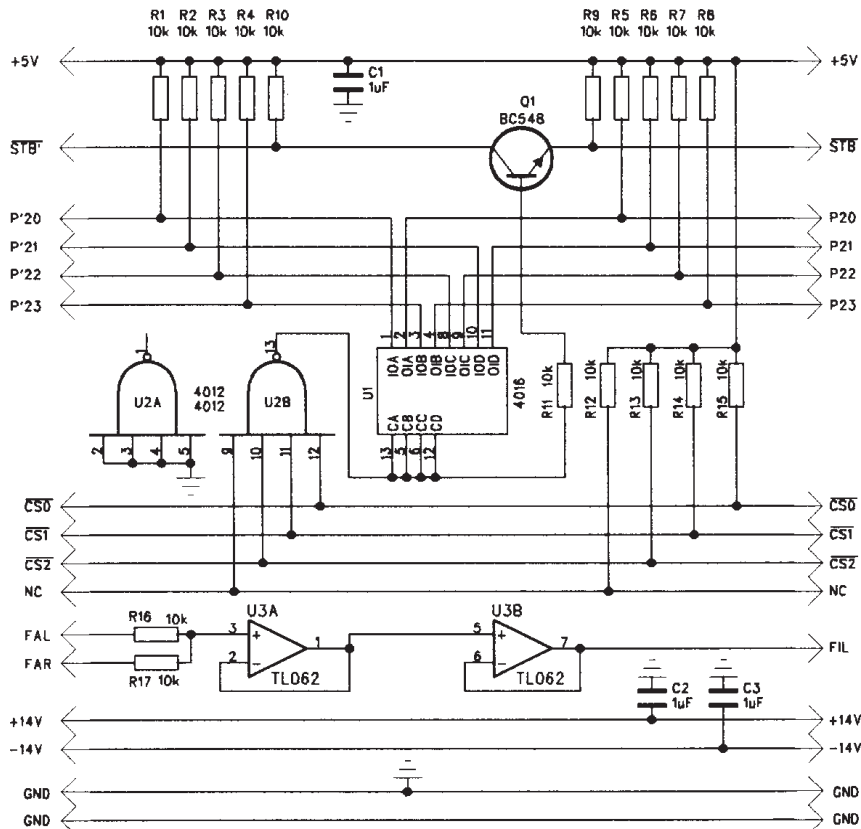 R1 R2 R3 R4 R10 R9 R5 R6 R7 R8
10k 10k 10k 10k 10k 10k 10k 10k 10k 10k
+5V +5V
C1
1uF
Q1
BC548
STB' STB
P'20 P20
P'21 P21
P'22 P22
P'23 P23
1 2 3 4 8 9 10 11
IOA OIA IOB OIB IOC OIC IOD OID
U1 4016
CA CB CC CD
13 5 6 12
1 13
U2A 4012 U2B
4012
2 3 4 5 9 10 11 12
R11 10k R12 10k R13 10k R14 10k R15 10k
CS0 CS0
CS1 CS1
CS2 CS2
NC NC
U3A U3B
FAL R16 10k 3 + 1 5 + 7 FIL
FAR R17 10k 2 - 6 -
TL062 TL062
C2 C3
1uF 1uF
+14V +14V
-14V -14V
GND GND
GND GND